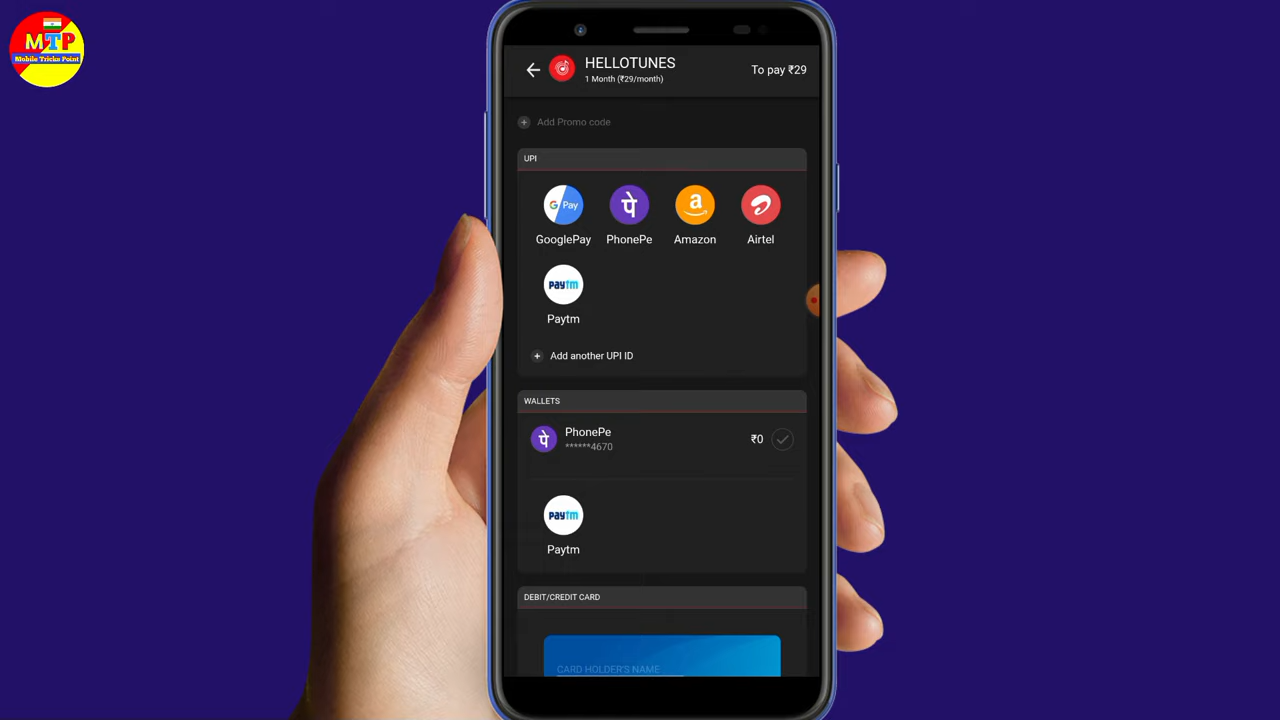 MTP
Mobile Tricks Point
HELLOTUNES
1 Month (₹29/month)
To pay ₹29
Add Promo code
UPI
G Pay
पे
a
GooglePay
PhonePe
Amazon
Airtel
paytm
Paytm
Add another UPI ID
WALLETS
पे
PhonePe
******4670
₹0
paytm
Paytm
DEBIT/CREDIT CARD
CARD HOLDER'S NAME